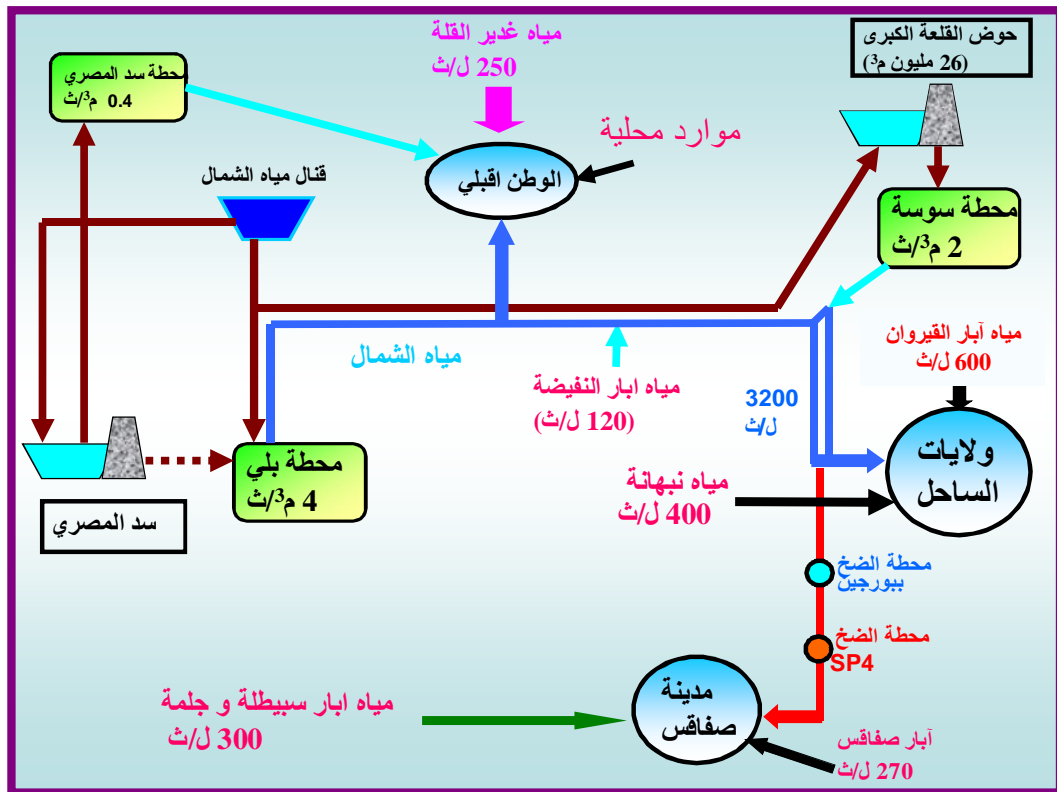 مياه غدير القلة
250 ل/ث
حوض القلعة الكبرى
(26 مليون م³)
محطة سد المصري
0.4 م³/ث
موارد محلية
الوطن اقبلي
قنال مياه الشمال
محطة سوسة
2 م³/ث
مياه الشمال
مياه ابار النفيضة
(120 ل/ث)
مياه آبار القيروان
600 ل/ث
3200
ل/ث
محطة بلي
4 م³/ث
ولايات
الساحل
مياه نبهانة
400 ل/ث
سد المصري
محطة الضخ
ببورجين
محطة الضخ
SP4
مدينة
صفاقس
مياه ابار سبيطلة و جلمة
300 ل/ث
آبار صفاقس
270 ل/ث